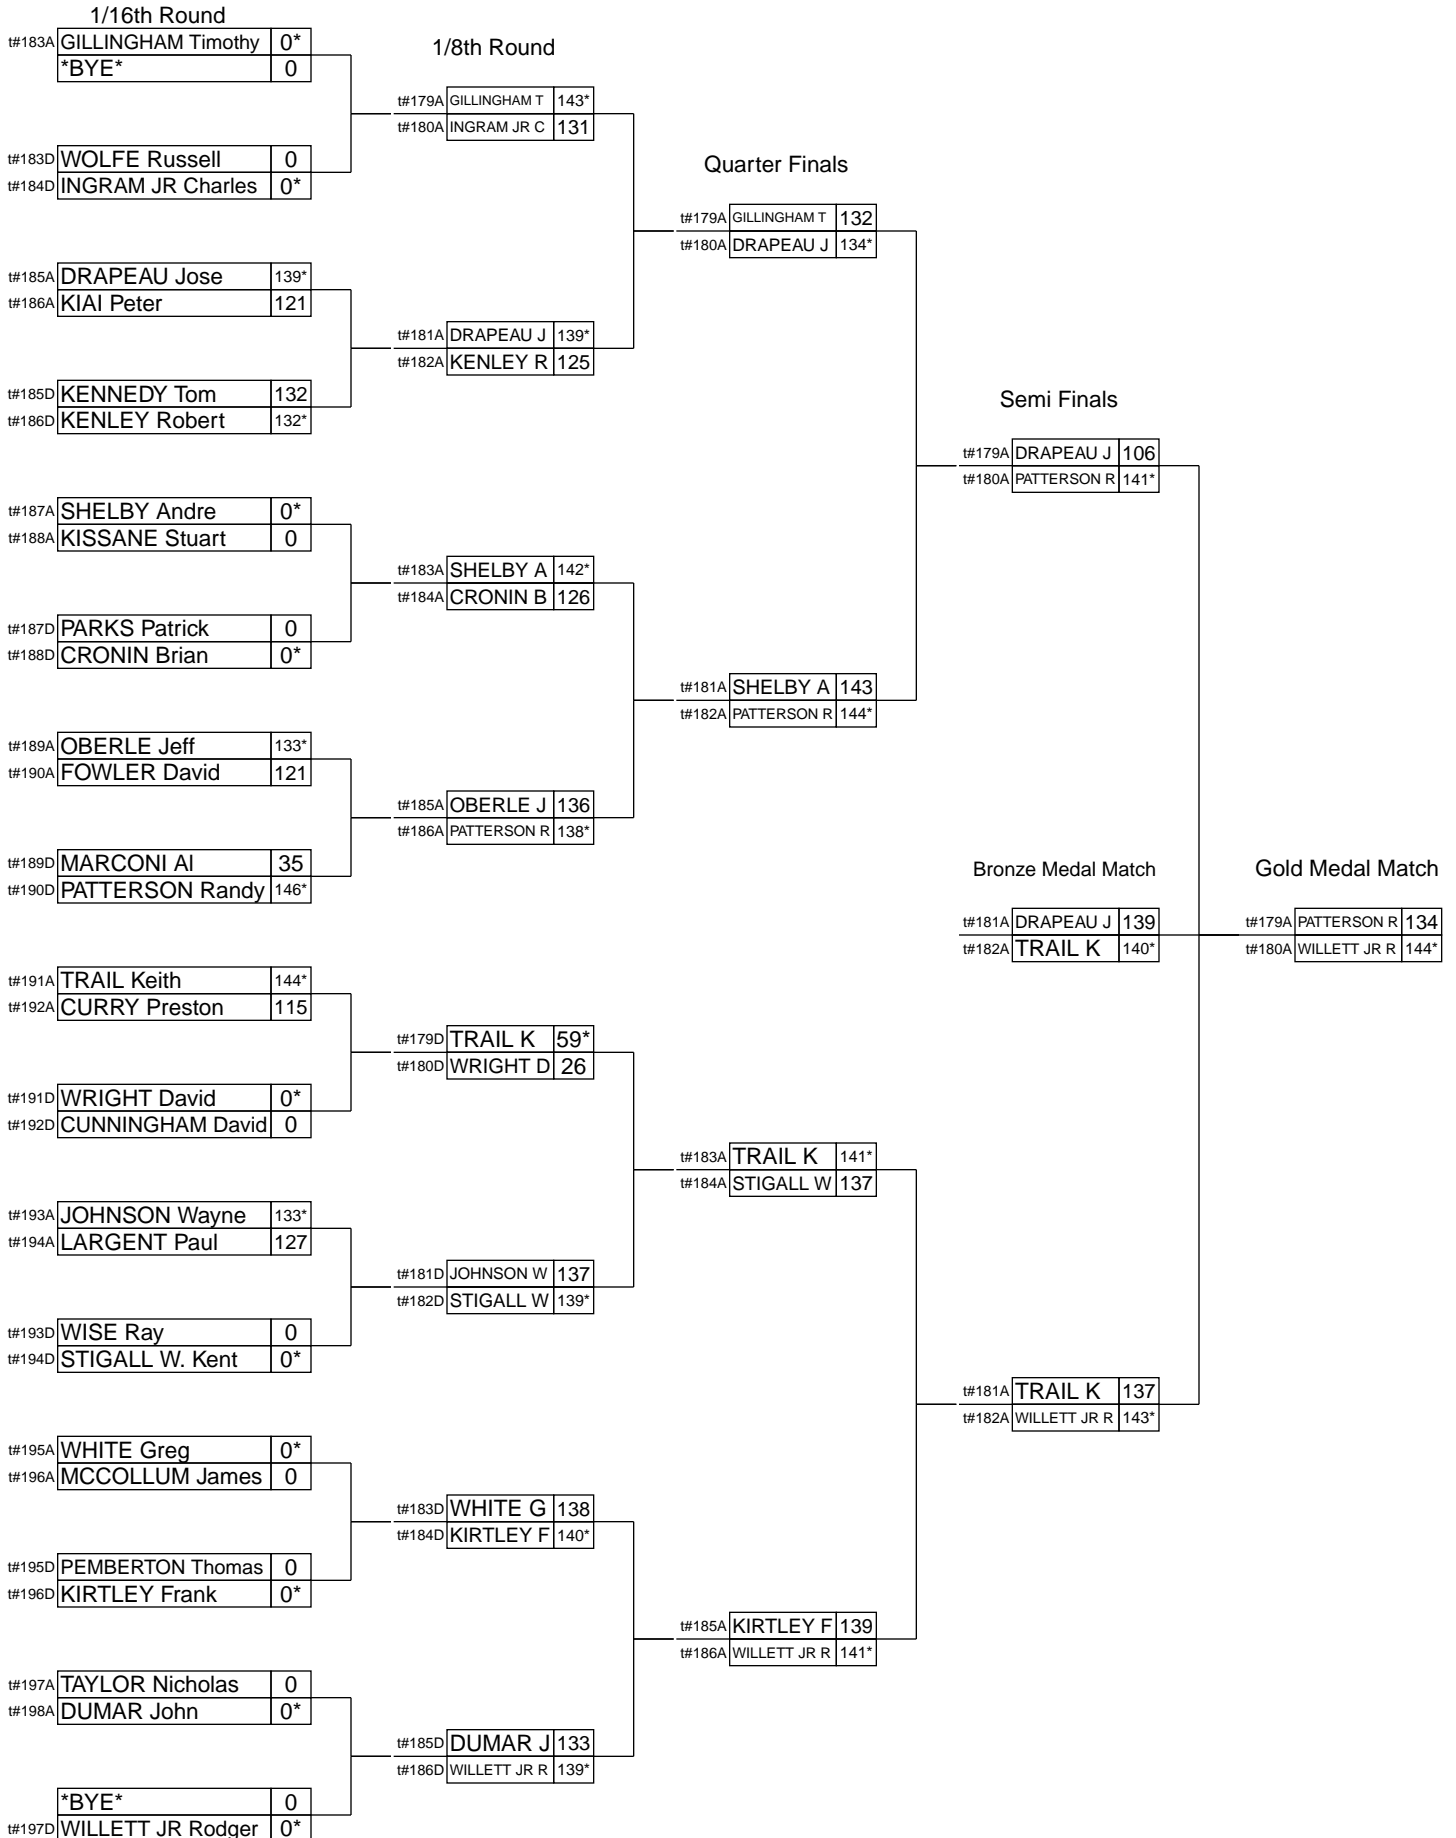 1/16th Round
t#183A GILLINGHAM Timothy 0*
*BYE* 0
t#183D WOLFE Russell 0
t#184D INGRAM JR Charles 0*
t#185A DRAPEAU Jose 139*
t#186A KIAI Peter 121
t#185D KENNEDY Tom 132
t#186D KENLEY Robert 132*
t#187A SHELBY Andre 0*
t#188A KISSANE Stuart 0
t#187D PARKS Patrick 0
t#188D CRONIN Brian 0*
t#189A OBERLE Jeff 133*
t#190A FOWLER David 121
t#189D MARCONI Al 35
t#190D PATTERSON Randy 146*
t#191A TRAIL Keith 144*
t#192A CURRY Preston 115
t#191D WRIGHT David 0*
t#192D CUNNINGHAM David 0
t#193A JOHNSON Wayne 133*
t#194A LARGENT Paul 127
t#193D WISE Ray 0
t#194D STIGALL W. Kent 0*
t#195A WHITE Greg 0*
t#196A MCCOLLUM James 0
t#195D PEMBERTON Thomas 0
t#196D KIRTLEY Frank 0*
t#197A TAYLOR Nicholas 0
t#198A DUMAR John 0*
*BYE* 0
t#197D WILLETT JR Rodger 0*
1/8th Round
t#179A GILLINGHAM T 143*
t#180A INGRAM JR C 131
t#181A DRAPEAU J 139*
t#182A KENLEY R 125
t#183A SHELBY A 142*
t#184A CRONIN B 126
t#185A OBERLE J 136
t#186A PATTERSON R 138*
t#179D TRAIL K 59*
t#180D WRIGHT D 26
t#181D JOHNSON W 137
t#182D STIGALL W 139*
t#183D WHITE G 138
t#184D KIRTLEY F 140*
t#185D DUMAR J 133
t#186D WILLETT JR R 139*
Quarter Finals
t#179A GILLINGHAM T 132
t#180A DRAPEAU J 134*
t#181A SHELBY A 143
t#182A PATTERSON R 144*
t#183A TRAIL K 141*
t#184A STIGALL W 137
t#185A KIRTLEY F 139
t#186A WILLETT JR R 141*
Semi Finals
t#179A DRAPEAU J 106
t#180A PATTERSON R 141*
t#181A TRAIL K 137
t#182A WILLETT JR R 143*
Bronze Medal Match
t#181A DRAPEAU J 139
t#182A TRAIL K 140*
Gold Medal Match
t#179A PATTERSON R 134
t#180A WILLETT JR R 144*